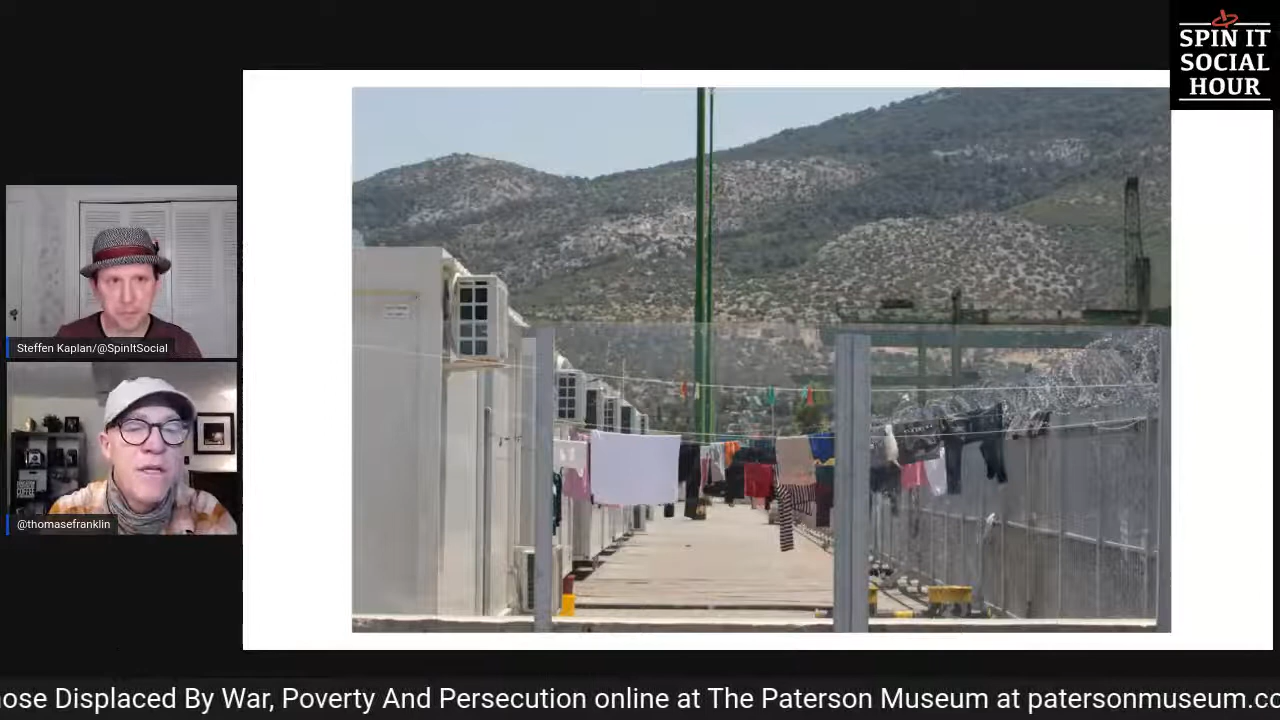 SPIN IT
SOCIAL
HOUR
Steffen Kaplan/@SpinItSocial
@thomasefranklin
ose Displaced By War, Poverty And Persecution online at The Paterson Museum at patersonmuseum.co